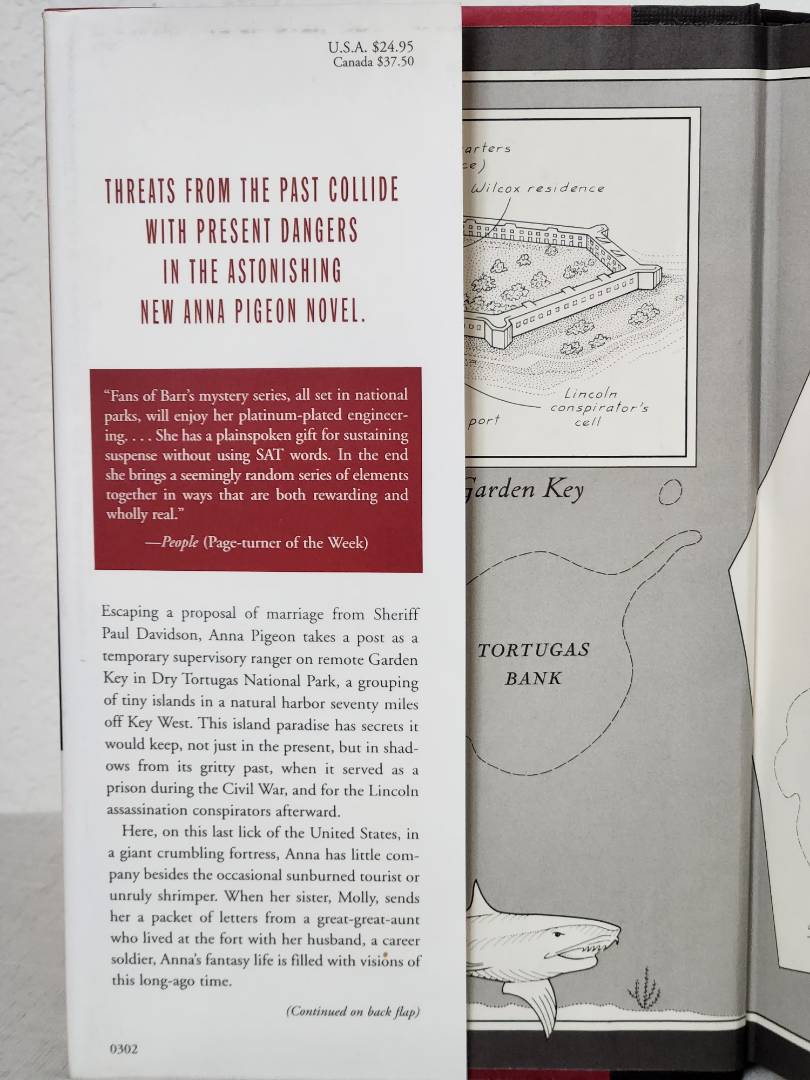 U.S.A. $24.95
Canada $37.50
THREATS FROM THE PAST COLLIDE
WITH PRESENT DANGERS
IN THE ASTONISHING
NEW ANNA PIGEON NOVEL.
“Fans of Barr’s mystery series, all set in national
parks, will enjoy her platinum-plated engineer-
ing. . . . She has a plainspoken gift for sustaining
suspense without using SAT words. In the end
she brings a seemingly random series of elements
together in ways that are both rewarding and
wholly real.”
—People (Page-turner of the Week)
Escaping a proposal of marriage from Sheriff
Paul Davidson, Anna Pigeon takes a post as a
temporary supervisory ranger on remote Garden
Key in Dry Tortugas National Park, a grouping
of tiny islands in a natural harbor seventy miles
off Key West. This island paradise has secrets it
would keep, not just in the present, but in shad-
ows from its gritty past, when it served as a
prison during the Civil War, and for the Lincoln
assassination conspirators afterward.
Here, on this last lick of the United States, in
a giant crumbling fortress, Anna has little com-
pany besides the occasional sunburned tourist or
unruly shrimper. When her sister, Molly, sends
her a packet of letters from a great-great-aunt
who lived at the fort with her husband, a career
soldier, Anna’s fantasy life is filled with visions of
this long-ago time.
(Continued on back flap)
0302
arters
ce)
Wilcox residence
Lincoln
conspirator's
cell
port
Garden Key
TORTUGAS
BANK